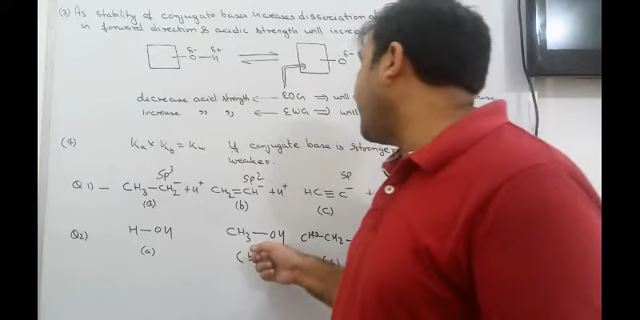 (3) As stability of conjugate bases increases dissociation
in forward direction & acidic strength will
δ- δ+
O — H
δ-
O
decrease acid strength ← EDG ⇒ will
increase " " ← EWG ⇒ will
(4) Ka × Kb = Kw If conjugate base is stronger
weaker.
sp3 sp2 sp
Q1) — CH3—CH2- + H+ CH2=CH- + H+ HC≡C- +
(a) (b) (c)
Q2) H—OH CH3—OH CH3—CH2—
(a) (b